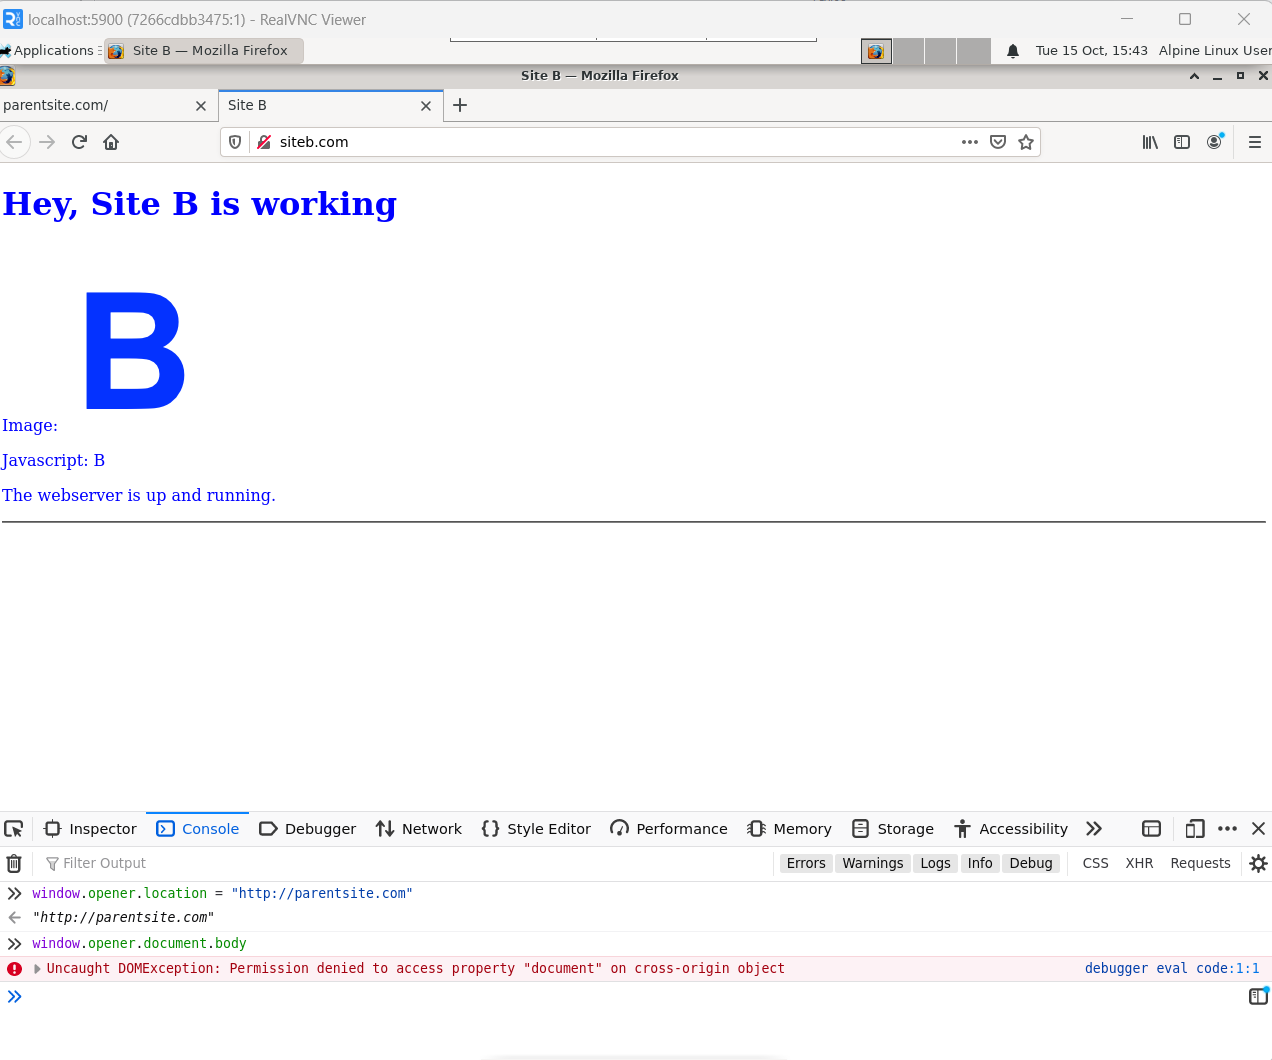 localhost:5900 (7266cdbb3475:1) - RealVNC Viewer
Applications Site B — Mozilla Firefox Tue 15 Oct, 15:43 Alpine Linux User
Site B — Mozilla Firefox
parentsite.com/ Site B
siteb.com
Hey, Site B is working
B
Image:
Javascript: B
The webserver is up and running.
Inspector Console Debugger Network Style Editor Performance Memory Storage Accessibility
Filter Output Errors Warnings Logs Info Debug CSS XHR Requests
window.opener.location = "http://parentsite.com"
"http://parentsite.com"
window.opener.document.body
Uncaught DOMException: Permission denied to access property "document" on cross-origin object debugger eval code:1:1